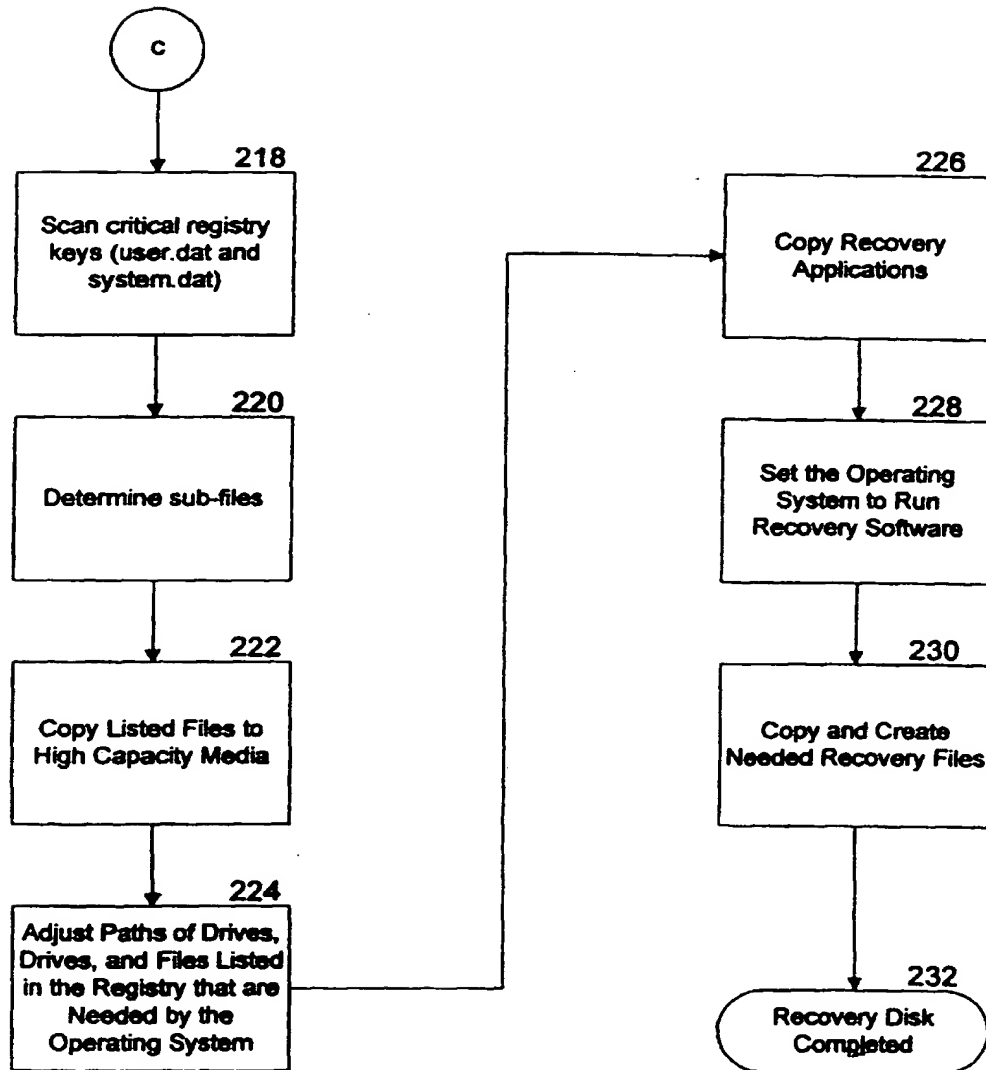 C
218
Scan critical registry
keys (user.dat and
system.dat)
220
Determine sub-files
222
Copy Listed Files to
High Capacity Media
224
Adjust Paths of Drives,
Drives, and Files Listed
in the Registry that are
Needed by the
Operating System
226
Copy Recovery
Applications
228
Set the Operating
System to Run
Recovery Software
230
Copy and Create
Needed Recovery Files
232
Recovery Disk
Completed